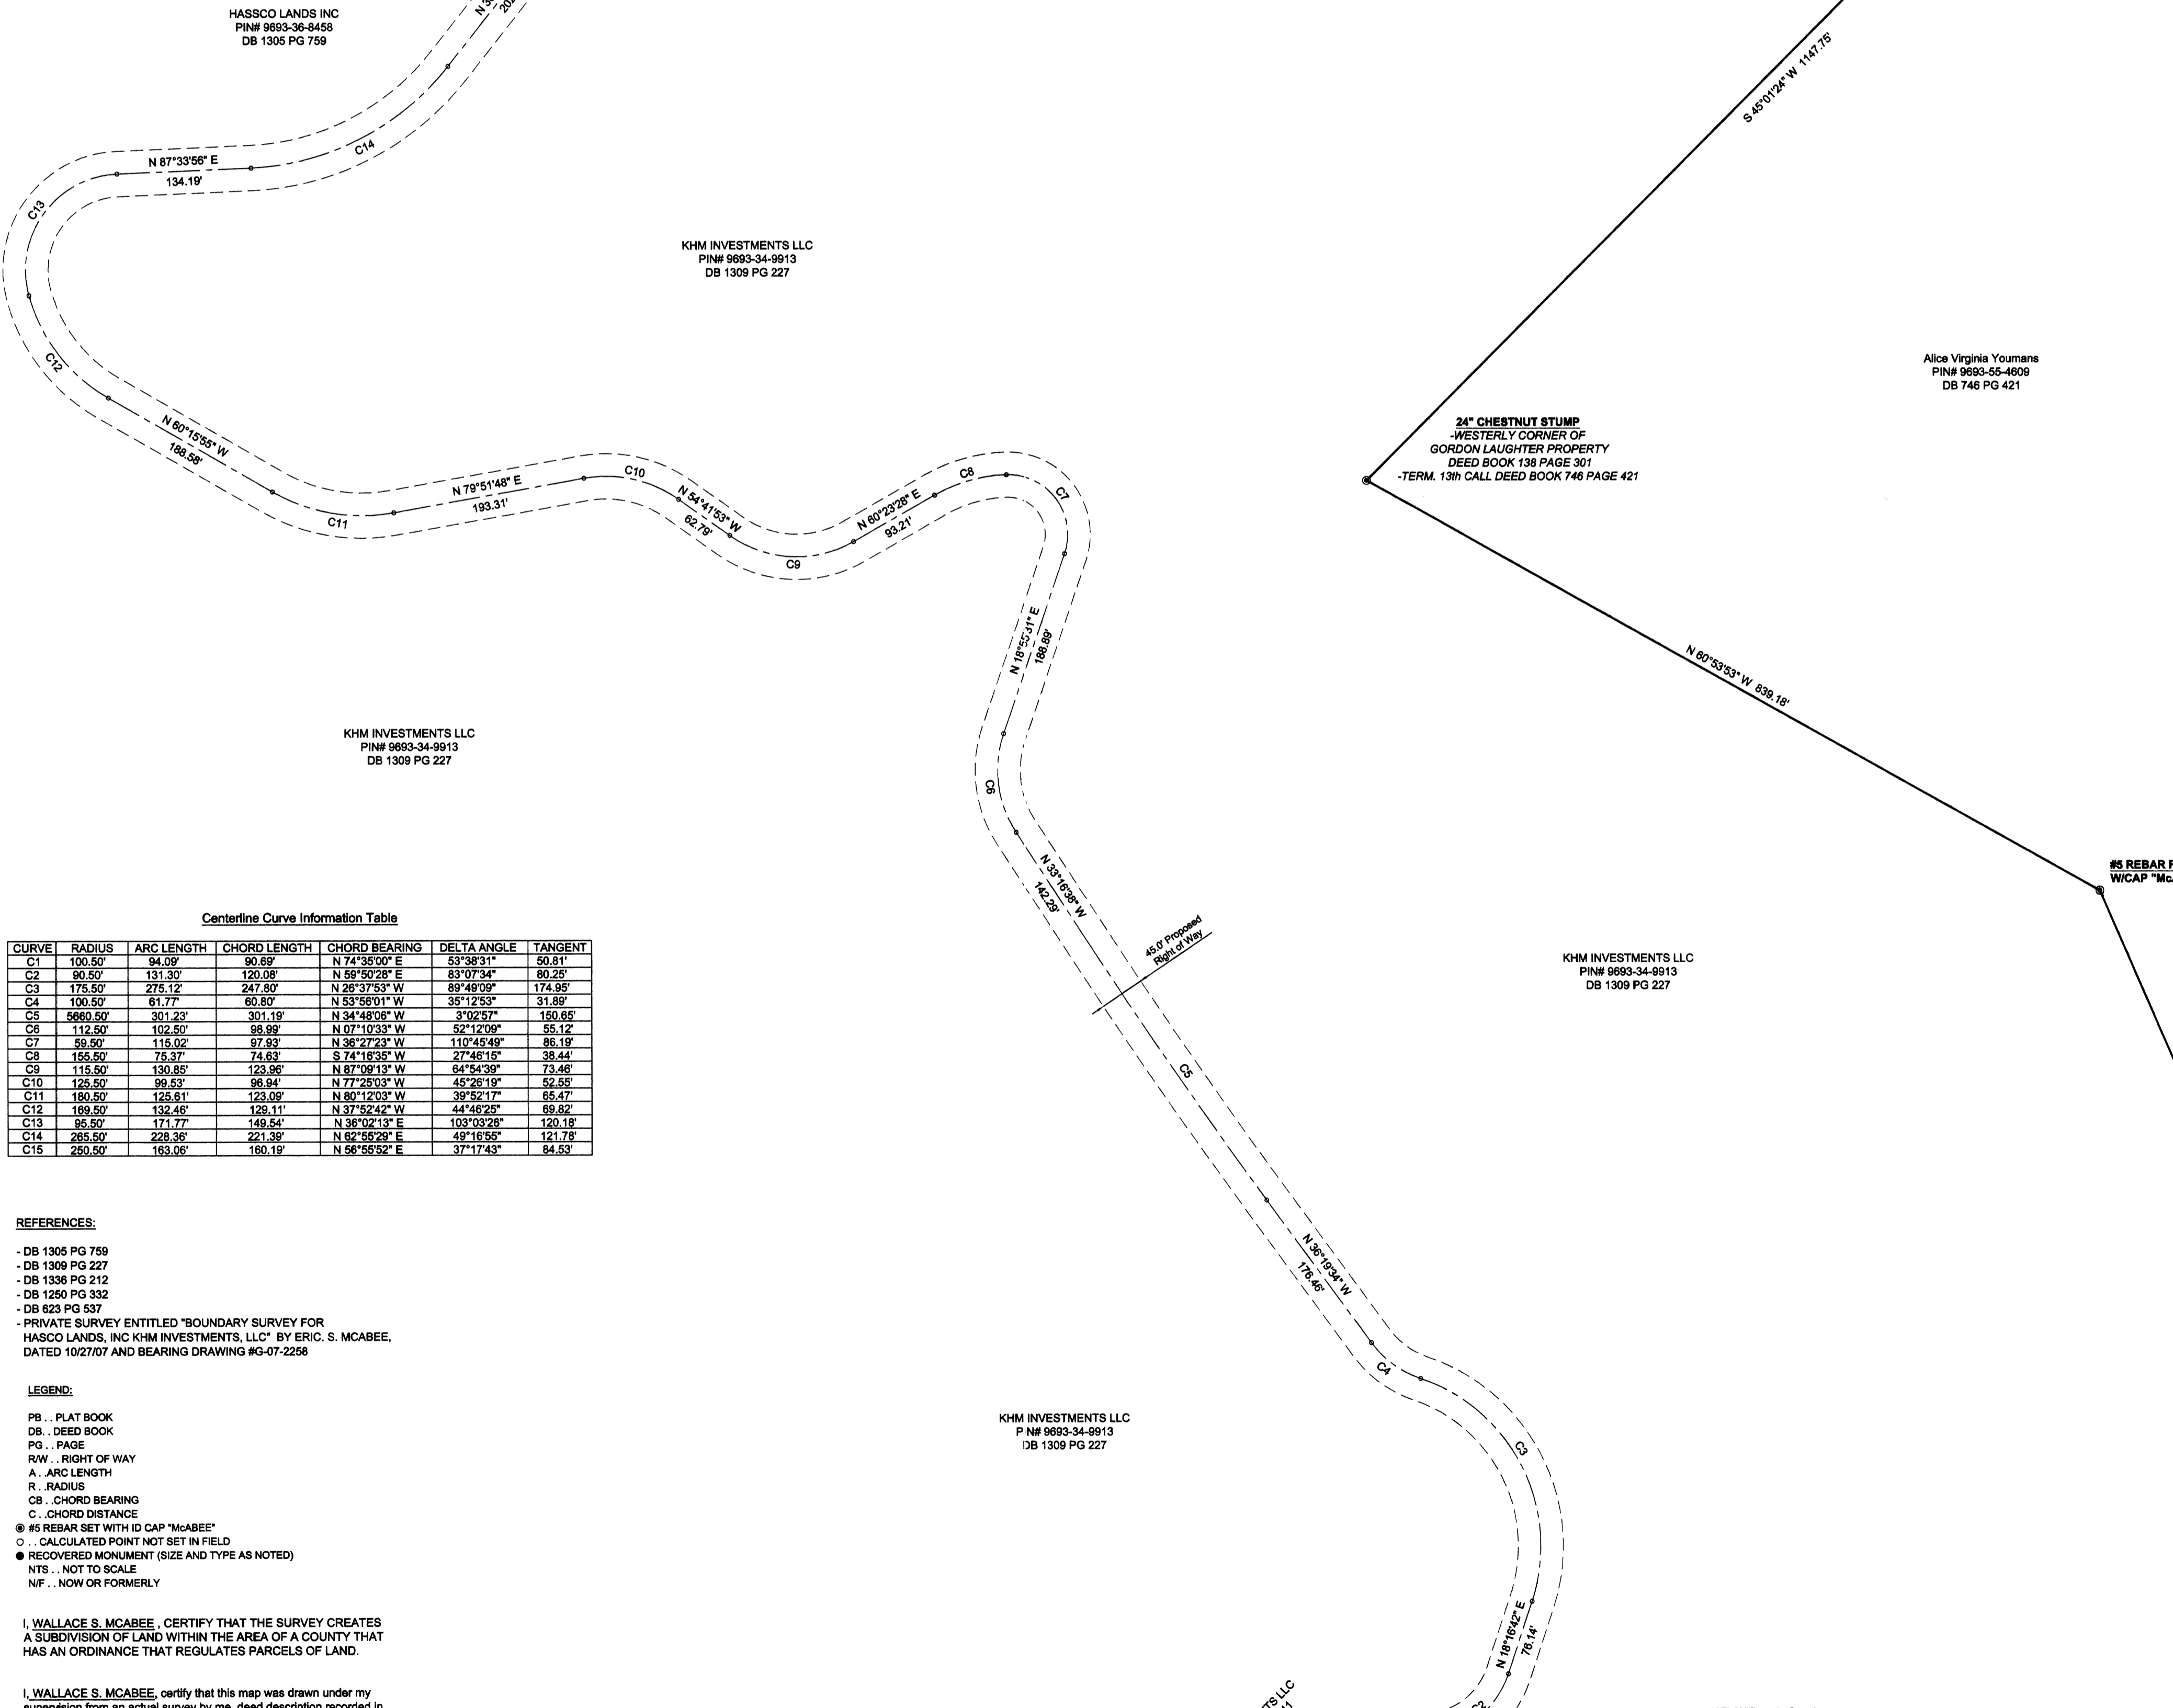 HASSCO LANDS INC
PIN# 9693-36-8458
DB 1305 PG 759
S 45°01'24" W 1147.75'
C14
N 87°33'56" E
134.19'
C13
KHM INVESTMENTS LLC
PIN# 9693-34-9913
DB 1309 PG 227
Alice Virginia Youmans
PIN# 9693-55-4609
DB 746 PG 421
C12
24" CHESTNUT STUMP
-WESTERLY CORNER OF
GORDON LAUGHTER PROPERTY
DEED BOOK 138 PAGE 301
-TERM. 13th CALL DEED BOOK 746 PAGE 421
N 60°15'55" W
188.58'
C11
N 79°51'48" E
193.31'
C10
N 54°41'53" W
62.79'
C9
N 60°23'28" E
93.21'
C8
C7
N 18°55'31" E
188.89'
N 60°53'53" W 839.18'
KHM INVESTMENTS LLC
PIN# 9693-34-9913
DB 1309 PG 227
C6
N 33°16'38" W
142.29'
#5 REBAR
W/CAP "Mc
45.0' Proposed
Right of Way
KHM INVESTMENTS LLC
PIN# 9693-34-9913
DB 1309 PG 227
Centerline Curve Information Table
CURVE RADIUS ARC LENGTH CHORD LENGTH CHORD BEARING DELTA ANGLE TANGENT
C1 100.50' 94.09' 90.69' N 74°35'00" E 53°38'31" 50.81'
C2 90.50' 131.30' 120.08' N 59°50'28" E 83°07'34" 80.25'
C3 175.50' 275.12' 247.80' N 26°37'53" W 89°49'09" 174.95'
C4 100.50' 61.77' 60.80' N 53°56'01" W 35°12'53" 31.89'
C5 5660.50' 301.23' 301.19' N 34°48'06" W 3°02'57" 150.65'
C6 112.50' 102.50' 98.99' N 07°10'33" W 52°12'09" 55.12'
C7 59.50' 115.02' 97.93' N 36°27'23" W 110°45'49" 86.19'
C8 155.50' 75.37' 74.63' S 74°16'35" W 27°46'15" 38.44'
C9 115.50' 130.85' 123.96' N 87°09'13" W 64°54'39" 73.46'
C10 125.50' 99.53' 96.94' N 77°25'03" W 45°26'19" 52.55'
C11 180.50' 125.61' 123.09' N 80°12'03" W 39°52'17" 65.47'
C12 169.50' 132.46' 129.11' N 37°52'42" W 44°46'25" 69.82'
C13 95.50' 171.77' 149.54' N 36°02'13" E 103°03'26" 120.18'
C14 265.50' 228.36' 221.39' N 62°55'29" E 49°16'55" 121.78'
C15 250.50' 163.06' 160.19' N 56°55'52" E 37°17'43" 84.53'
C5
N 36°19'34" W
176.46'
C4
REFERENCES:
- DB 1305 PG 759
- DB 1309 PG 227
- DB 1336 PG 212
- DB 1250 PG 332
- DB 623 PG 537
- PRIVATE SURVEY ENTITLED "BOUNDARY SURVEY FOR
HASCO LANDS, INC KHM INVESTMENTS, LLC" BY ERIC. S. MCABEE,
DATED 10/27/07 AND BEARING DRAWING #G-07-2258
LEGEND:
PB . . PLAT BOOK
DB. . DEED BOOK
PG . . PAGE
R/W . . RIGHT OF WAY
A . .ARC LENGTH
R . .RADIUS
CB . .CHORD BEARING
C . .CHORD DISTANCE
#5 REBAR SET WITH ID CAP "McABEE"
. . CALCULATED POINT NOT SET IN FIELD
RECOVERED MONUMENT (SIZE AND TYPE AS NOTED)
NTS . . NOT TO SCALE
N/F . . NOW OR FORMERLY
KHM INVESTMENTS LLC
PIN# 9693-34-9913
DB 1309 PG 227
C3
N 18°16'42" E
76.14'
C2
I, WALLACE S. MCABEE , CERTIFY THAT THE SURVEY CREATES
A SUBDIVISION OF LAND WITHIN THE AREA OF A COUNTY THAT
HAS AN ORDINANCE THAT REGULATES PARCELS OF LAND.
I, WALLACE S. MCABEE, certify that this map was drawn under my
supervision from an actual survey by me, deed description recorded in